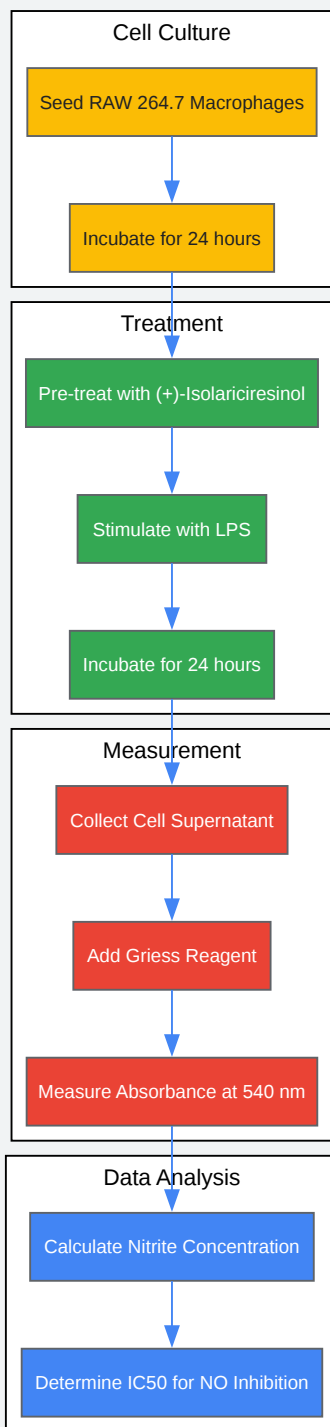 Cell Culture
Seed RAW 264.7 Macrophages
Incubate for 24 hours
Treatment
Pre-treat with (+)-Isolariciresinol
Stimulate with LPS
Incubate for 24 hours
Measurement
Collect Cell Supernatant
Add Griess Reagent
Measure Absorbance at 540 nm
Data Analysis
Calculate Nitrite Concentration
Determine IC50 for NO Inhibition